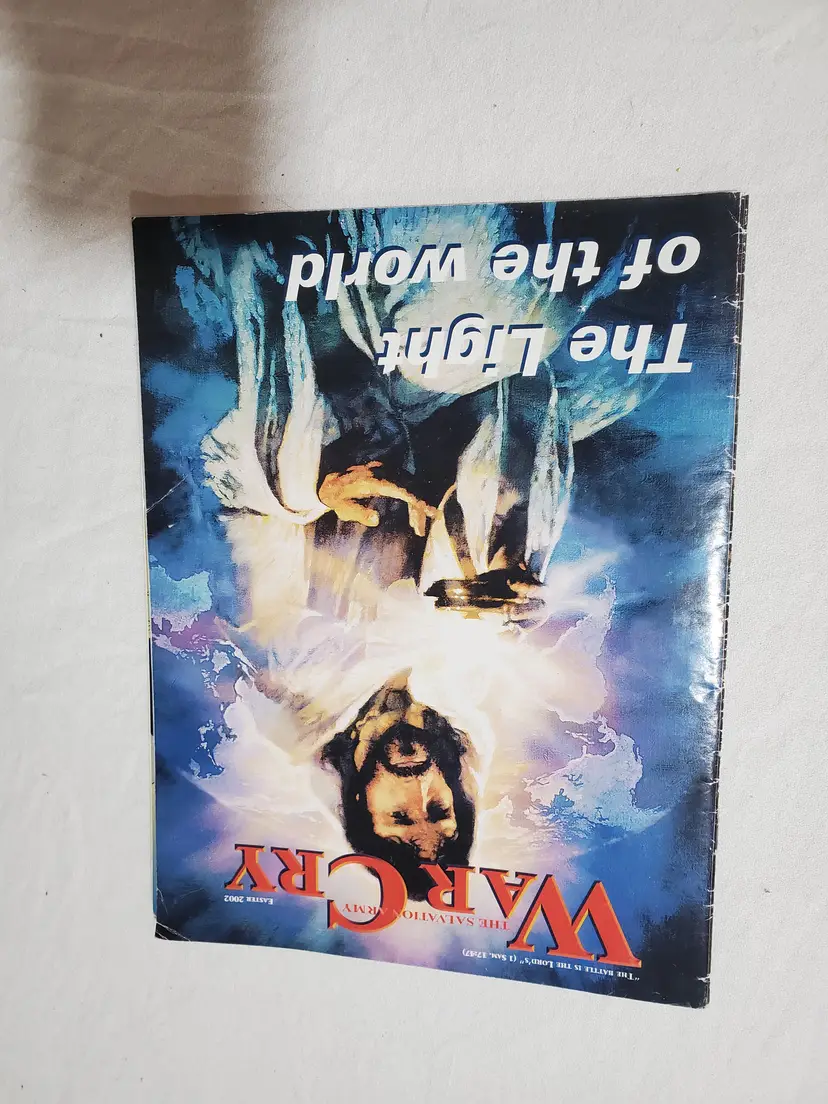 "The battle is the Lord's" (1 Sam. 17:47)
War Cry
The Salvation Army
Easter 2002
The Light
of the world